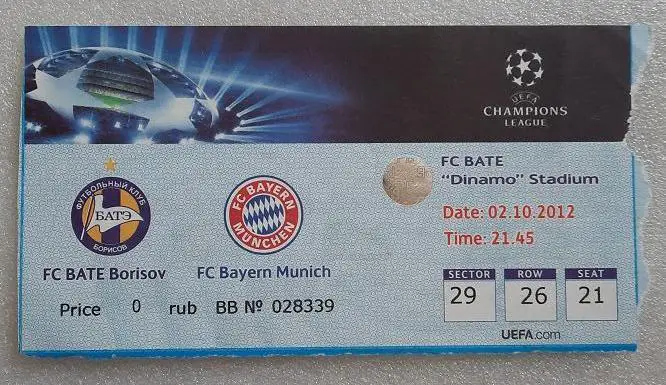 UEFA
CHAMPIONS
LEAGUE
FC BATE
"Dinamo" Stadium
Date: 02.10.2012
Time: 21.45
ФУТБОЛЬНЫЙ КЛУБ
БАТЭ
БОРИСОВ
FC BAYERN
MÜNCHEN
FC BATE Borisov
FC Bayern Munich
Price 0 rub BB № 028339
SECTOR ROW SEAT
29 26 21
UEFA.com